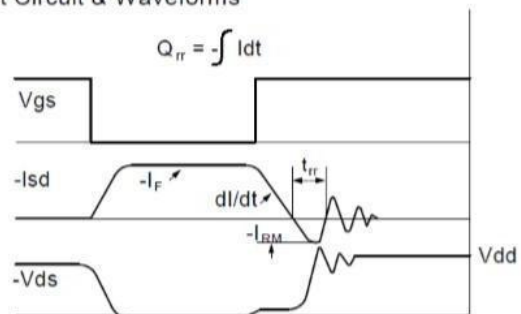 t Circuit & Waveforms
Qrr = -∫ Idt
Vgs
-Isd
-IF
dI/dt
trr
-IRM
Vdd
-Vds